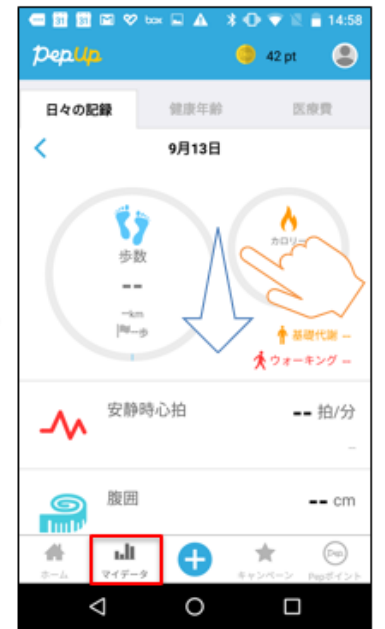 14:58
PepUp
42 pt
日々の記録 健康年齢 医療費
9月13日
歩数
--
--km
--歩
カロリー
基礎代謝 --
ウォーキング --
安静時心拍 -- 拍/分
--
腹囲 -- cm
ホーム マイデータ キャンペーン Pepポイント
Pep